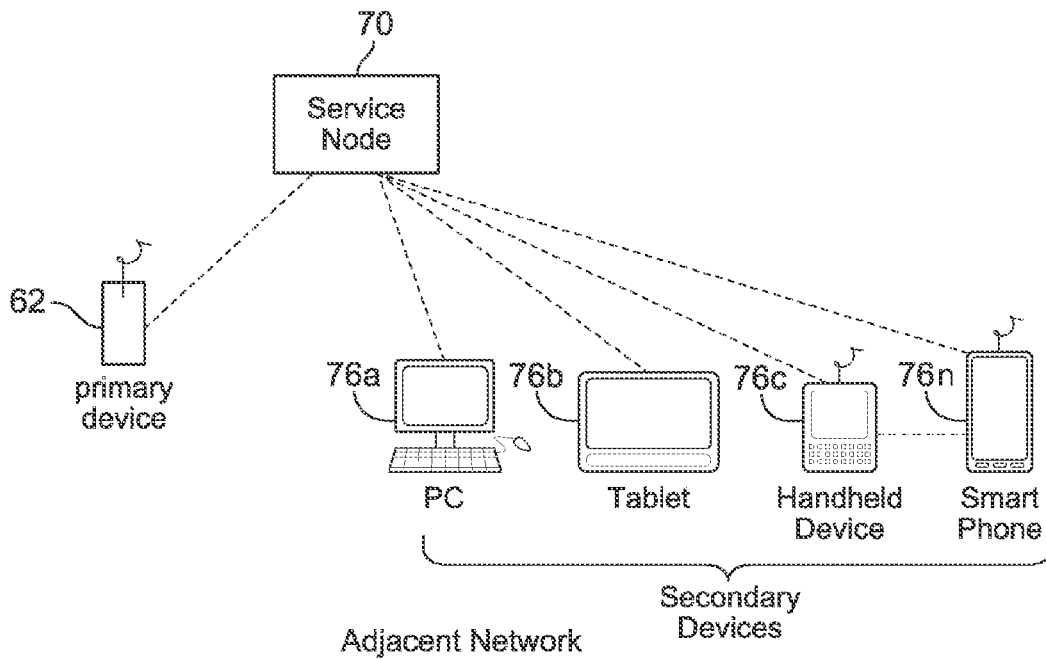 70
Service
Node
62
primary
device
76a
76b
76c
76n
PC
Tablet
Handheld
Device
Smart
Phone
Secondary
Devices
Adjacent Network